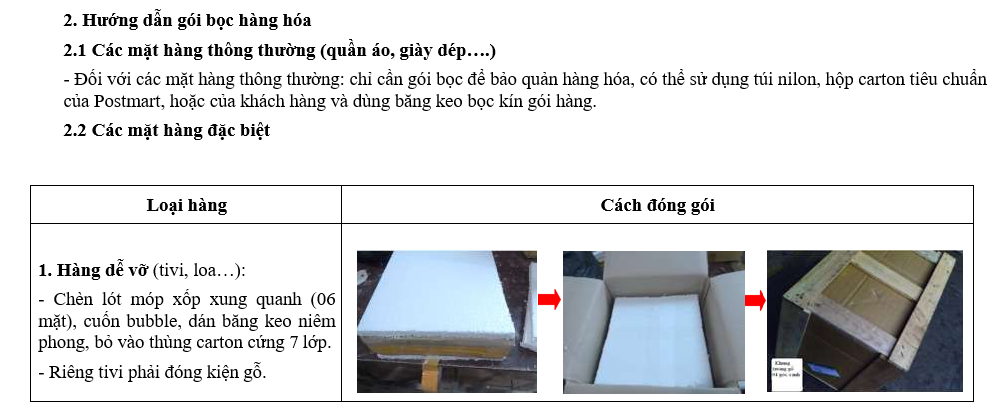 2. Hướng dẫn gói bọc hàng hóa
2.1 Các mặt hàng thông thường (quần áo, giày dép….)
- Đối với các mặt hàng thông thường: chỉ cần gói bọc để bảo quản hàng hóa, có thể sử dụng túi nilon, hộp carton tiêu chuẩn
của Postmart, hoặc của khách hàng và dùng băng keo bọc kín gói hàng.
2.2 Các mặt hàng đặc biệt
Loại hàng
Cách đóng gói
1. Hàng dễ vỡ (tivi, loa…):
- Chèn lót móp xốp xung quanh (06
mặt), cuốn bubble, dán băng keo niêm
phong, bỏ vào thùng carton cứng 7 lớp.
- Riêng tivi phải đóng kiện gỗ.